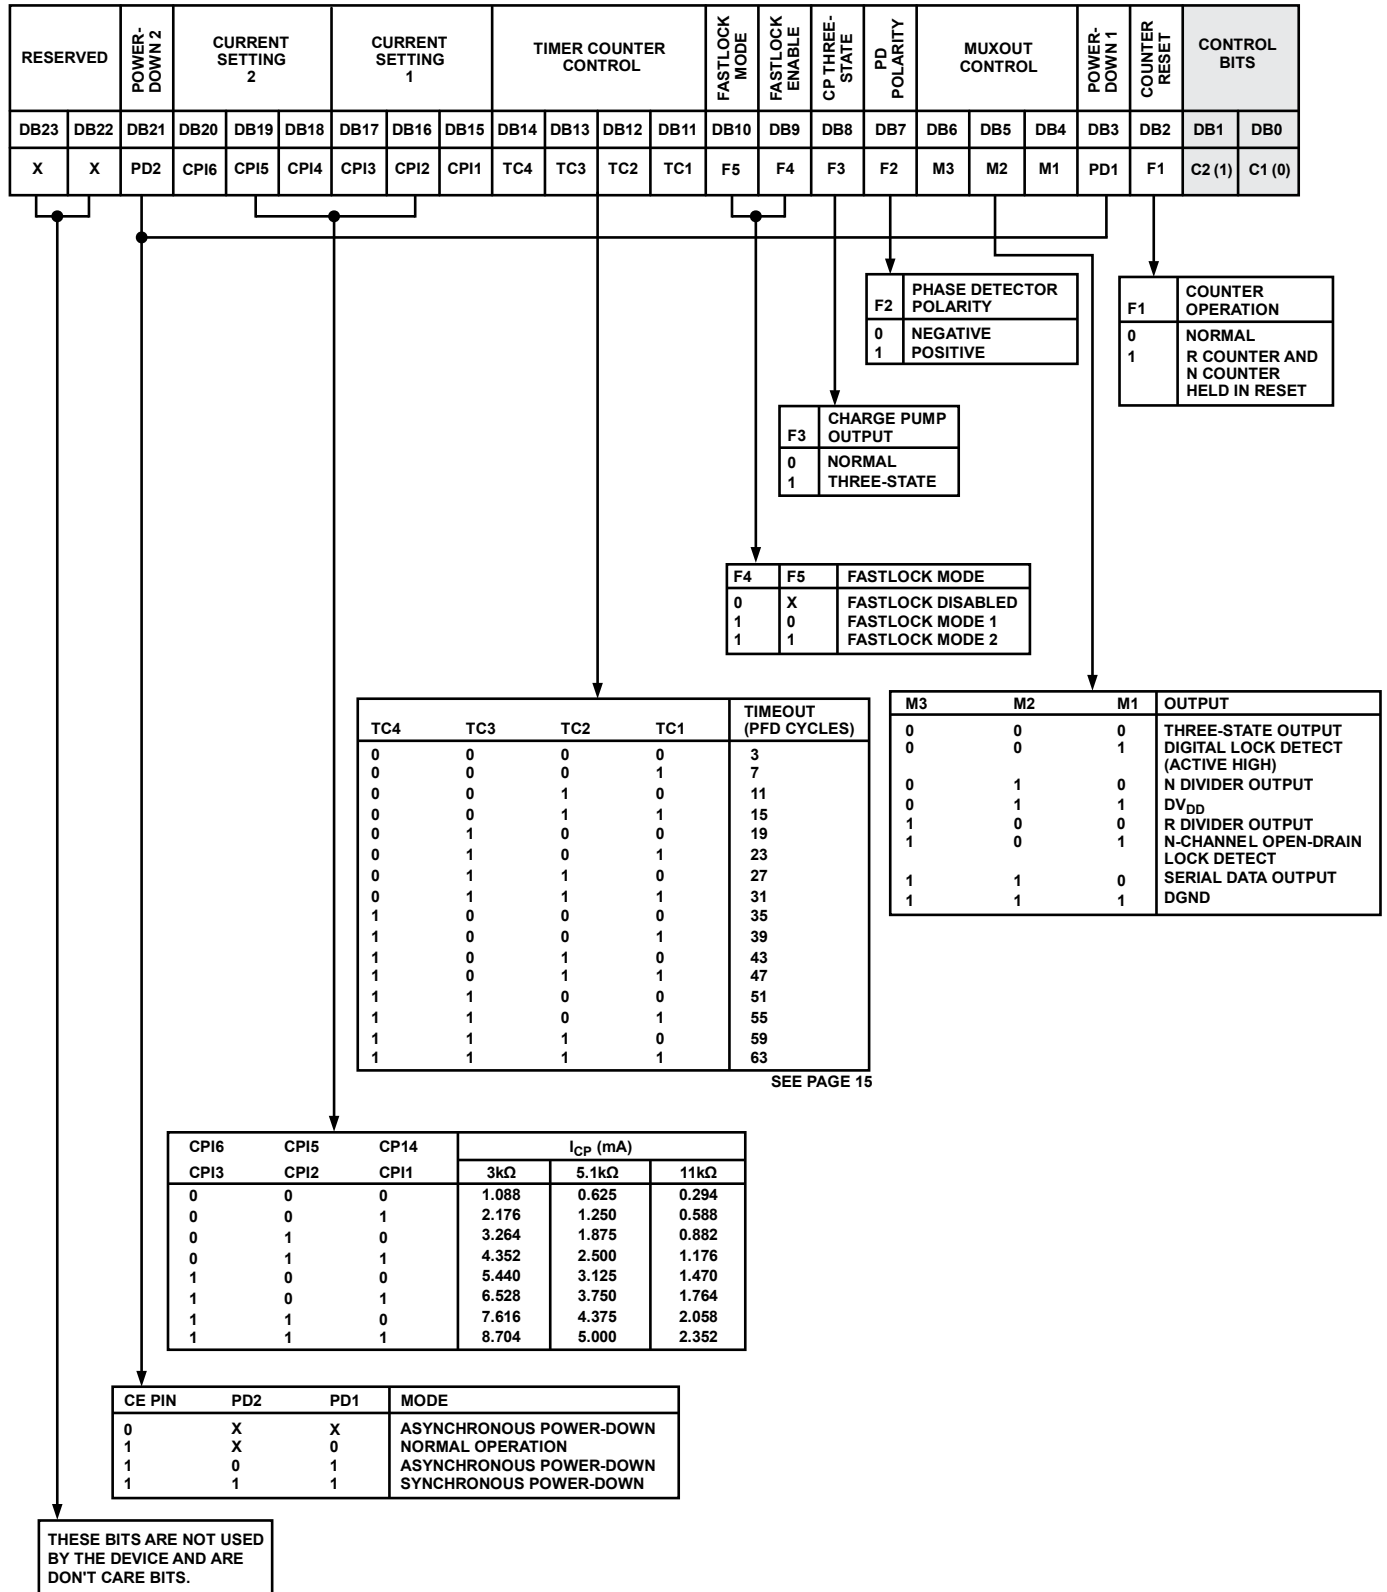 RESERVED
POWER-
DOWN 2
CURRENT
SETTING
2
CURRENT
SETTING
1
TIMER COUNTER
CONTROL
FASTLOCK
MODE
FASTLOCK
ENABLE
CP THREE-
STATE
PD
POLARITY
MUXOUT
CONTROL
POWER-
DOWN 1
COUNTER
RESET
CONTROL
BITS
DB23 DB22 DB21 DB20 DB19 DB18 DB17 DB16 DB15 DB14 DB13 DB12 DB11 DB10 DB9 DB8 DB7 DB6 DB5 DB4 DB3 DB2 DB1 DB0
X X PD2 CPI6 CPI5 CPI4 CPI3 CPI2 CPI1 TC4 TC3 TC2 TC1 F5 F4 F3 F2 M3 M2 M1 PD1 F1 C2 (1) C1 (0)
F2 PHASE DETECTOR
POLARITY
0 NEGATIVE
1 POSITIVE
F1 COUNTER
OPERATION
0 NORMAL
1 R COUNTER AND
N COUNTER
HELD IN RESET
F3 CHARGE PUMP
OUTPUT
0 NORMAL
1 THREE-STATE
F4 F5 FASTLOCK MODE
0 X FASTLOCK DISABLED
1 0 FASTLOCK MODE 1
1 1 FASTLOCK MODE 2
TC4 TC3 TC2 TC1 TIMEOUT
(PFD CYCLES)
0 0 0 0 3
0 0 0 1 7
0 0 1 0 11
0 0 1 1 15
0 1 0 0 19
0 1 0 1 23
0 1 1 0 27
0 1 1 1 31
1 0 0 0 35
1 0 0 1 39
1 0 1 0 43
1 0 1 1 47
1 1 0 0 51
1 1 0 1 55
1 1 1 0 59
1 1 1 1 63
SEE PAGE 15
M3 M2 M1 OUTPUT
0 0 0 THREE-STATE OUTPUT
0 0 1 DIGITAL LOCK DETECT
(ACTIVE HIGH)
0 1 0 N DIVIDER OUTPUT
0 1 1 DVDD
1 0 0 R DIVIDER OUTPUT
1 0 1 N-CHANNEL OPEN-DRAIN
LOCK DETECT
1 1 0 SERIAL DATA OUTPUT
1 1 1 DGND
CPI6 CPI5 CP14 ICP (mA)
CPI3 CPI2 CPI1 3kΩ 5.1kΩ 11kΩ
0 0 0 1.088 0.625 0.294
0 0 1 2.176 1.250 0.588
0 1 0 3.264 1.875 0.882
0 1 1 4.352 2.500 1.176
1 0 0 5.440 3.125 1.470
1 0 1 6.528 3.750 1.764
1 1 0 7.616 4.375 2.058
1 1 1 8.704 5.000 2.352
CE PIN PD2 PD1 MODE
0 X X ASYNCHRONOUS POWER-DOWN
1 X 0 NORMAL OPERATION
1 0 1 ASYNCHRONOUS POWER-DOWN
1 1 1 SYNCHRONOUS POWER-DOWN
THESE BITS ARE NOT USED
BY THE DEVICE AND ARE
DON'T CARE BITS.